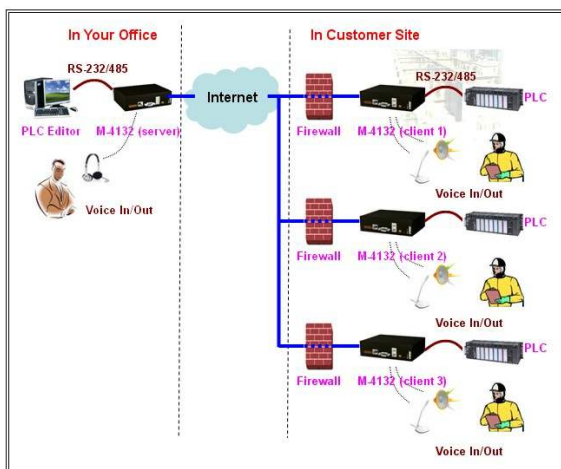 In Your Office
In Customer Site
RS-232/485
RS-232/485
Internet
PLC
PLC Editor
M-4132 (server)
Firewall
M-4132 (client 1)
Voice In/Out
Voice In/Out
PLC
Firewall
M-4132 (client 2)
Voice In/Out
PLC
Firewall
M-4132 (client 3)
Voice In/Out